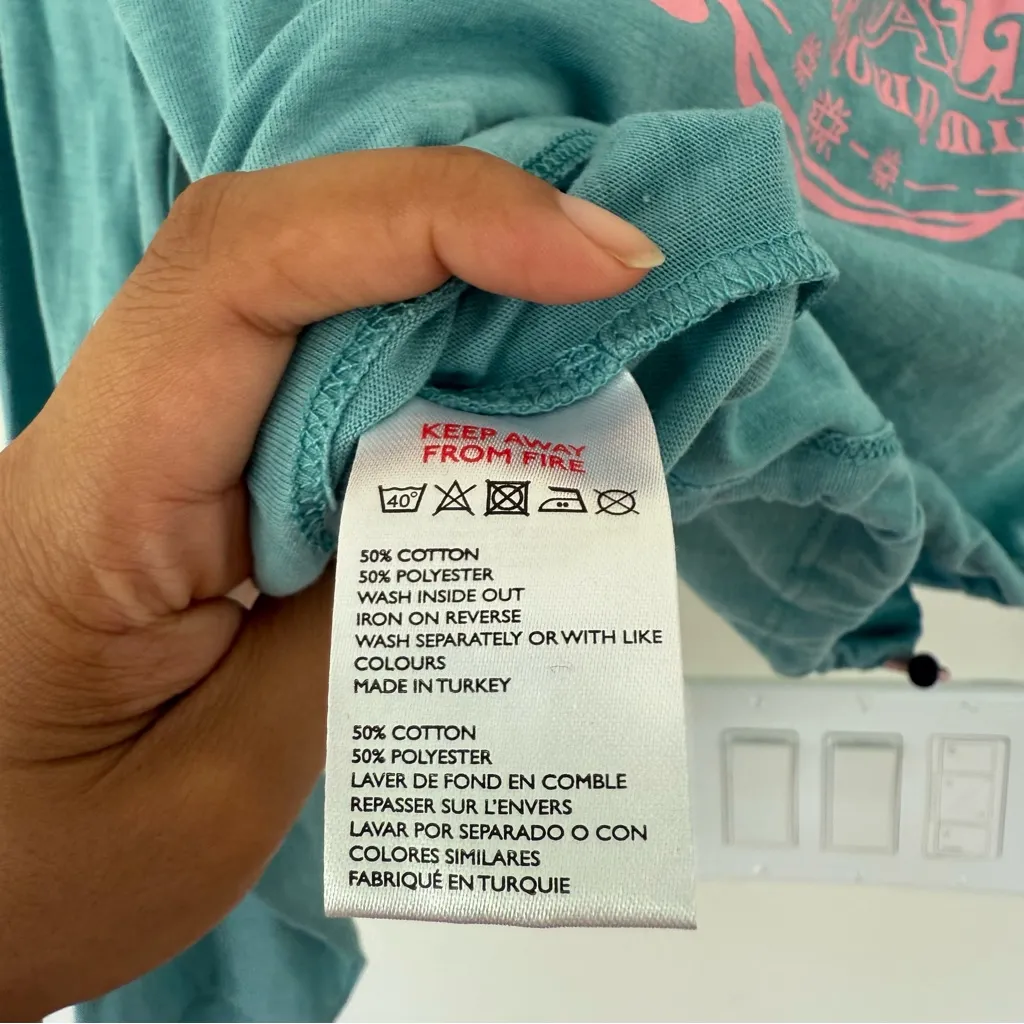 KEEP AWAY
FROM FIRE
40°
50% COTTON
50% POLYESTER
WASH INSIDE OUT
IRON ON REVERSE
WASH SEPARATELY OR WITH LIKE
COLOURS
MADE IN TURKEY
50% COTTON
50% POLYESTER
LAVER DE FOND EN COMBLE
REPASSER SUR L'ENVERS
LAVAR POR SEPARADO O CON
COLORES SIMILARES
FABRIQUÉ EN TURQUIE